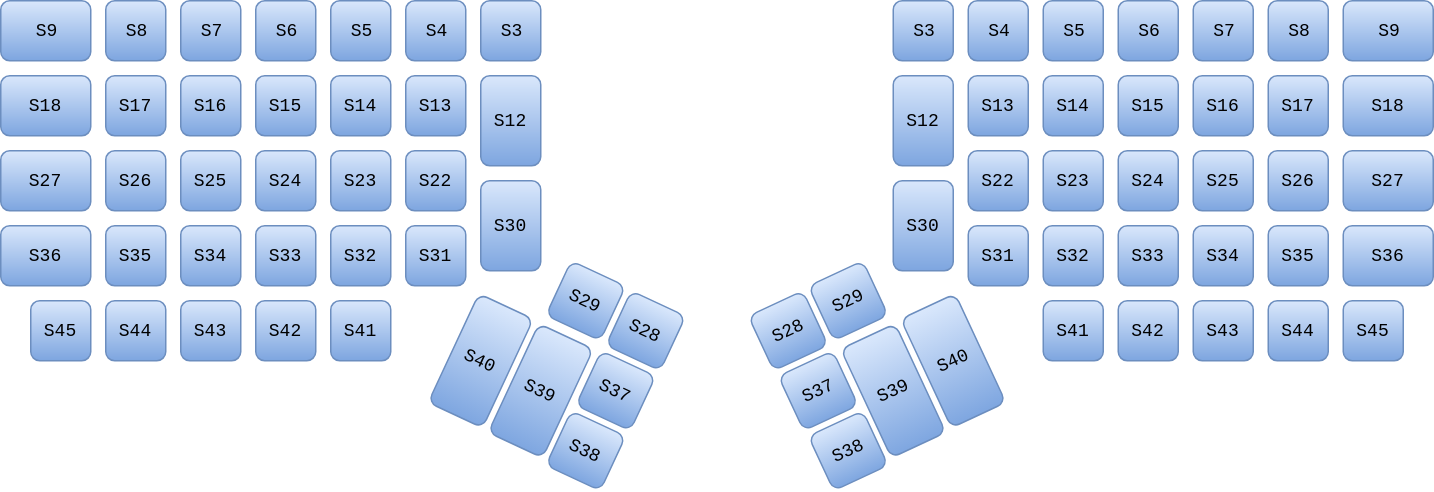 S9 S8 S7 S6 S5 S4 S3 S3 S4 S5 S6 S7 S8 S9
S18 S17 S16 S15 S14 S13 S12 S12 S13 S14 S15 S16 S17 S18
S27 S26 S25 S24 S23 S22 S22 S23 S24 S25 S26 S27
S30 S30
S36 S35 S34 S33 S32 S31 S31 S32 S33 S34 S35 S36
S29 S29
S45 S44 S43 S42 S41 S28 S28 S41 S42 S43 S44 S45
S40 S40
S39 S37 S37 S39
S38 S38